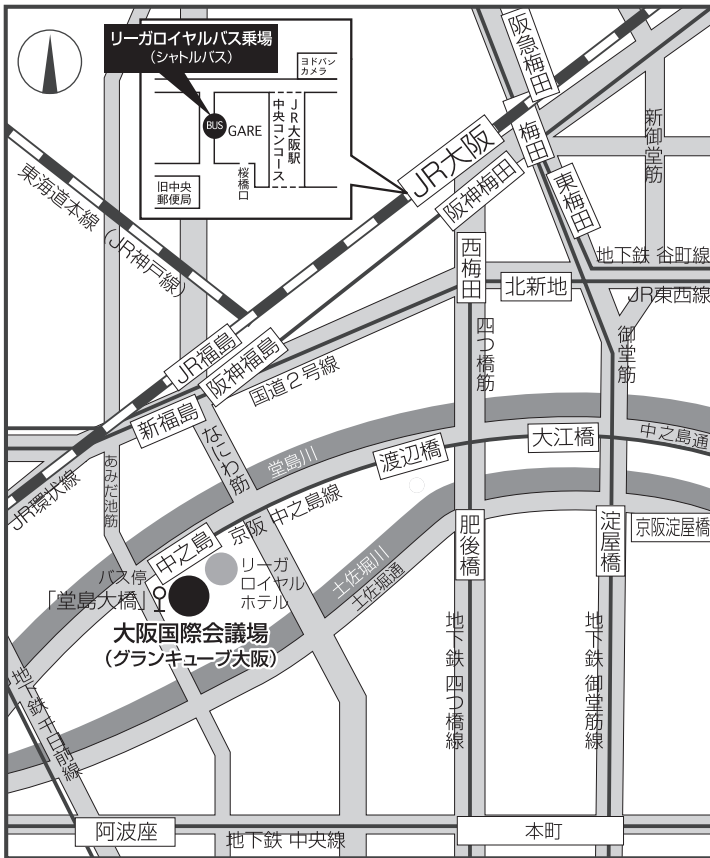 リーガロイヤルバス乗場
(シャトルバス)
ヨドバシ
カメラ
BUS
GARE
JR大阪駅
中央コンコース
桜橋口
旧中央
郵便局
阪急梅田
梅田
東梅田
新御堂筋
JR大阪
阪神梅田
東海道本線(JR神戸線)
地下鉄 谷町線
西梅田
北新地
JR東西線
四つ橋筋
御堂筋
JR福島
阪神福島
国道2号線
新福島
なにわ筋
堂島川
渡辺橋
大江橋
中之島通
あみだ池筋
JR環状線
京阪 中之島線
中之島
肥後橋
淀屋橋
京阪淀屋橋
バス停
「堂島大橋」
リーガ
ロイヤル
ホテル
土佐堀川
土佐堀通
大阪国際会議場
(グランキューブ大阪)
地下鉄 四つ橋線
地下鉄 御堂筋線
地下鉄 千日前線
阿波座
地下鉄 中央線
本町